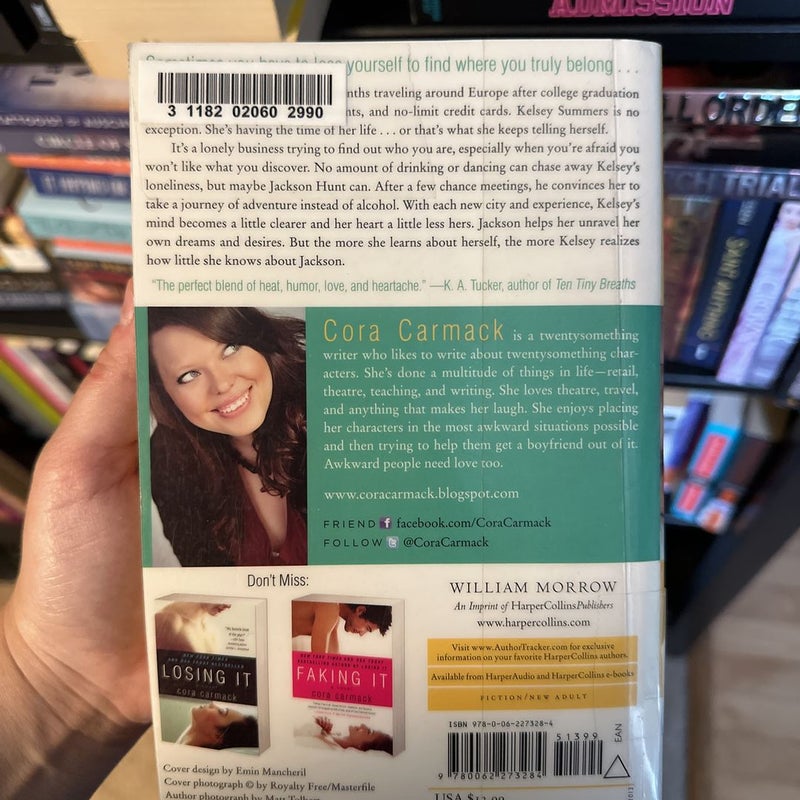 ADMISSION
Sometimes you have to lose yourself to find where you truly belong . . .
3 1182 02060 2990
nths traveling around Europe after college graduation
nts, and no-limit credit cards. Kelsey Summers is no
exception. She's having the time of her life . . . or that's what she keeps telling herself.
It's a lonely business trying to find out who you are, especially when you're afraid you
won't like what you discover. No amount of drinking or dancing can chase away Kelsey's
loneliness, but maybe Jackson Hunt can. After a few chance meetings, he convinces her to
take a journey of adventure instead of alcohol. With each new city and experience, Kelsey's
mind becomes a little clearer and her heart a little less hers. Jackson helps her unravel her
own dreams and desires. But the more she learns about herself, the more Kelsey realizes
how little she knows about Jackson.
"The perfect blend of heat, humor, love, and heartache." —K. A. Tucker, author of Ten Tiny Breaths
Cora Carmack is a twentysomething
writer who likes to write about twentysomething char-
acters. She's done a multitude of things in life—retail,
theatre, teaching, and writing. She loves theatre, travel,
and anything that makes her laugh. She enjoys placing
her characters in the most awkward situations possible
and then trying to help them get a boyfriend out of it.
Awkward people need love too.
www.coracarmack.blogspot.com
FRIEND f facebook.com/CoraCarmack
FOLLOW @CoraCarmack
Don't Miss:
LOSING IT
cora carmack
FAKING IT
cora carmack
WILLIAM MORROW
An Imprint of HarperCollinsPublishers
www.harpercollins.com
Visit www.AuthorTracker.com for exclusive
information on your favorite HarperCollins authors.
Available from HarperAudio and HarperCollins e-books
FICTION/NEW ADULT
ISBN 978-0-06-227328-4
51399
EAN
9 780062 273284
USA $13.99
Cover design by Emin Mancheril
Cover photograph © by Royalty Free/Masterfile
Author photograph by Matt